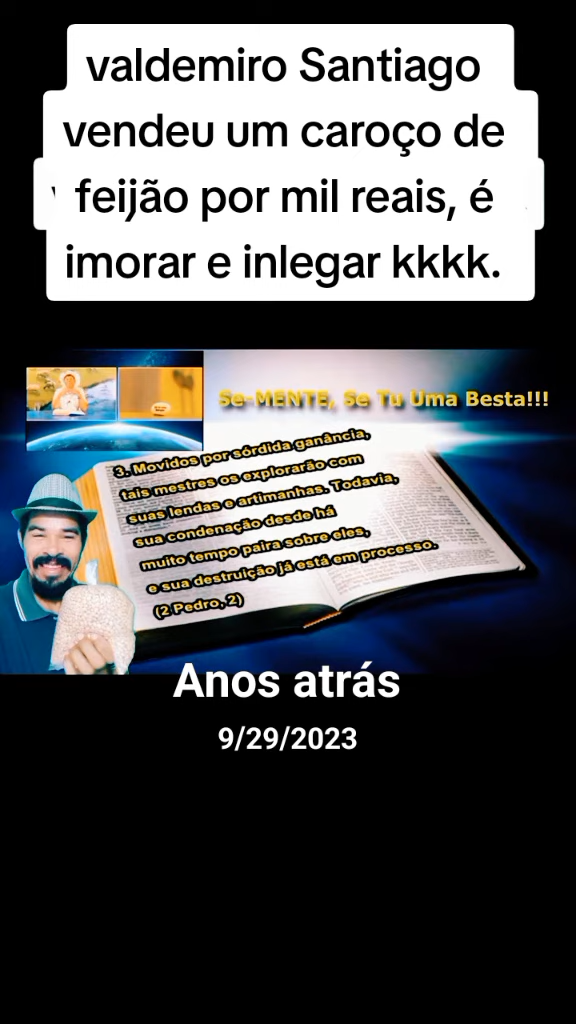 valdemiro Santiago
vendeu um caroço de
feijão por mil reais, é
imorar e inlegar kkkk.
Se-MENTE, Se Tu Uma Besta!!!
3. Movidos por sórdida ganância,
tais mestres os explorarão com
suas lendas e artimanhas. Todavia,
sua condenação desde há
muito tempo paira sobre eles,
e sua destruição já está em processo.
(2 Pedro, 2)
Anos atrás
9/29/2023